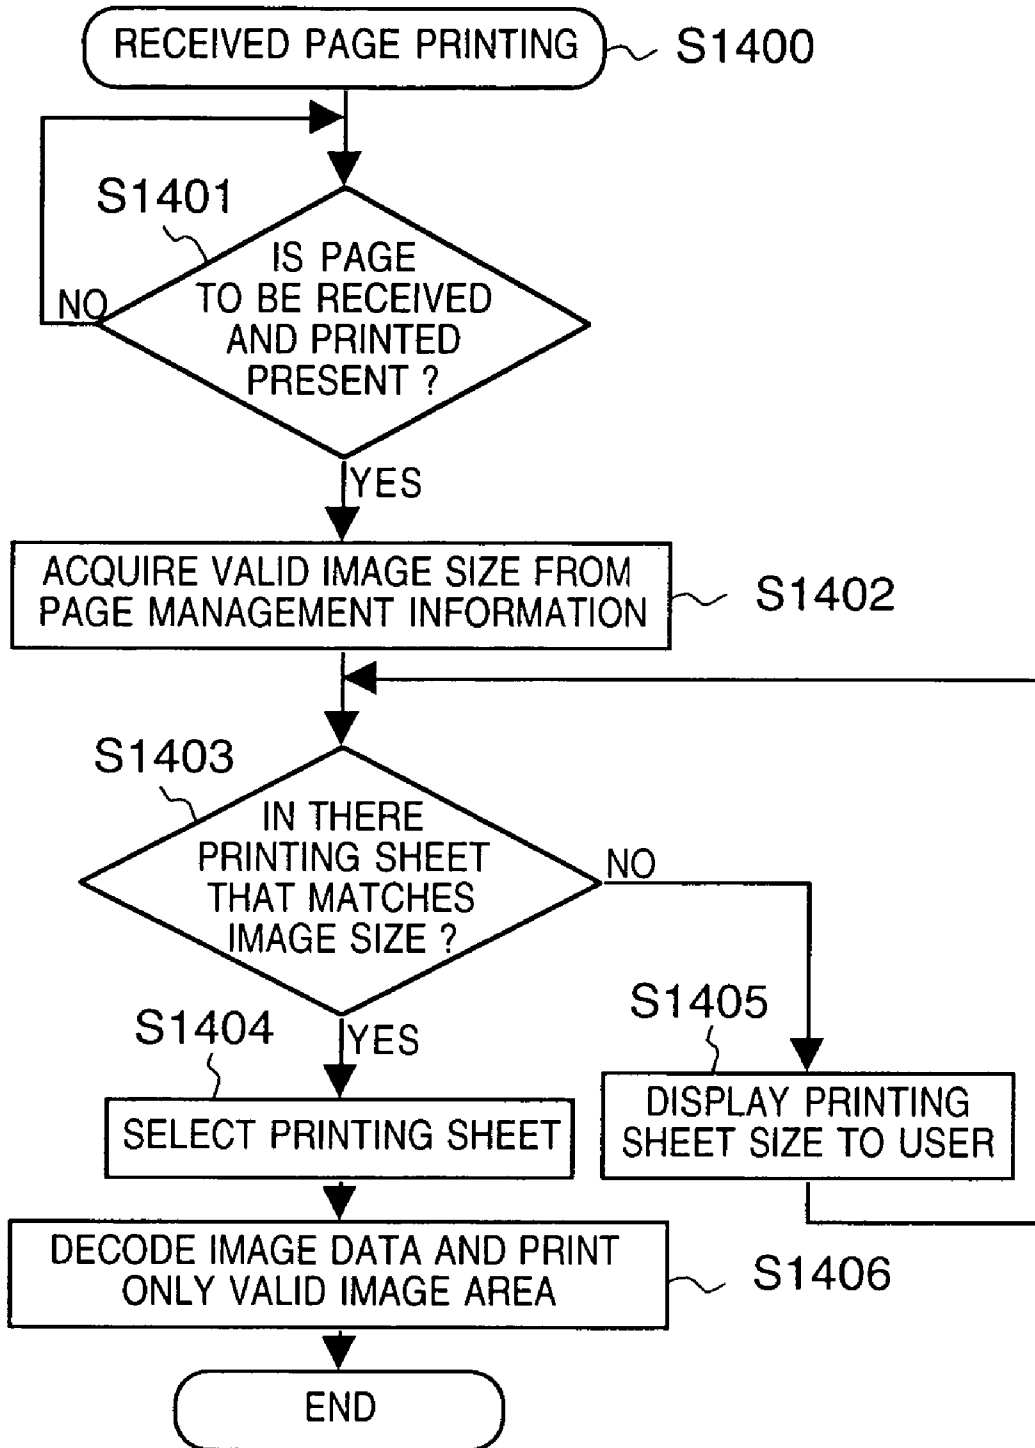 RECEIVED PAGE PRINTING
S1400
S1401
IS PAGE
TO BE RECEIVED
AND PRINTED
PRESENT ?
NO
YES
ACQUIRE VALID IMAGE SIZE FROM
PAGE MANAGEMENT INFORMATION
S1402
S1403
IN THERE
PRINTING SHEET
THAT MATCHES
IMAGE SIZE ?
NO
YES
S1404
SELECT PRINTING SHEET
S1405
DISPLAY PRINTING
SHEET SIZE TO USER
DECODE IMAGE DATA AND PRINT
ONLY VALID IMAGE AREA
S1406
END